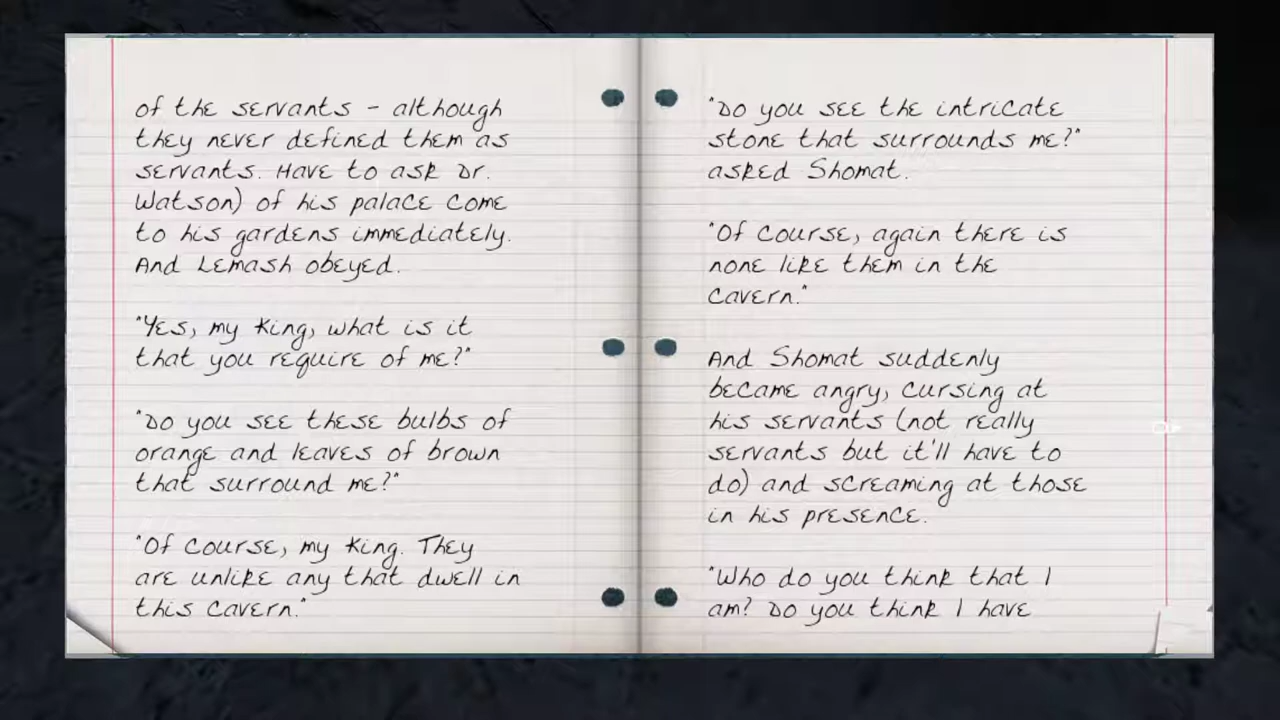 of the servants - although
they never defined them as
servants. Have to ask Dr.
Watson) of his palace come
to his gardens immediately.
And Lemash obeyed.
"Yes, my King, what is it
that you require of me?"
"Do you see these bulbs of
orange and leaves of brown
that surround me?"
"Of course, my King. They
are unlike any that dwell in
this cavern."
"Do you see the intricate
stone that surrounds me?"
asked Shomat.
"Of course, again there is
none like them in the
cavern."
And Shomat suddenly
became angry, cursing at
his servants (not really
servants but it'll have to
do) and screaming at those
in his presence.
"Who do you think that I
am? Do you think I have